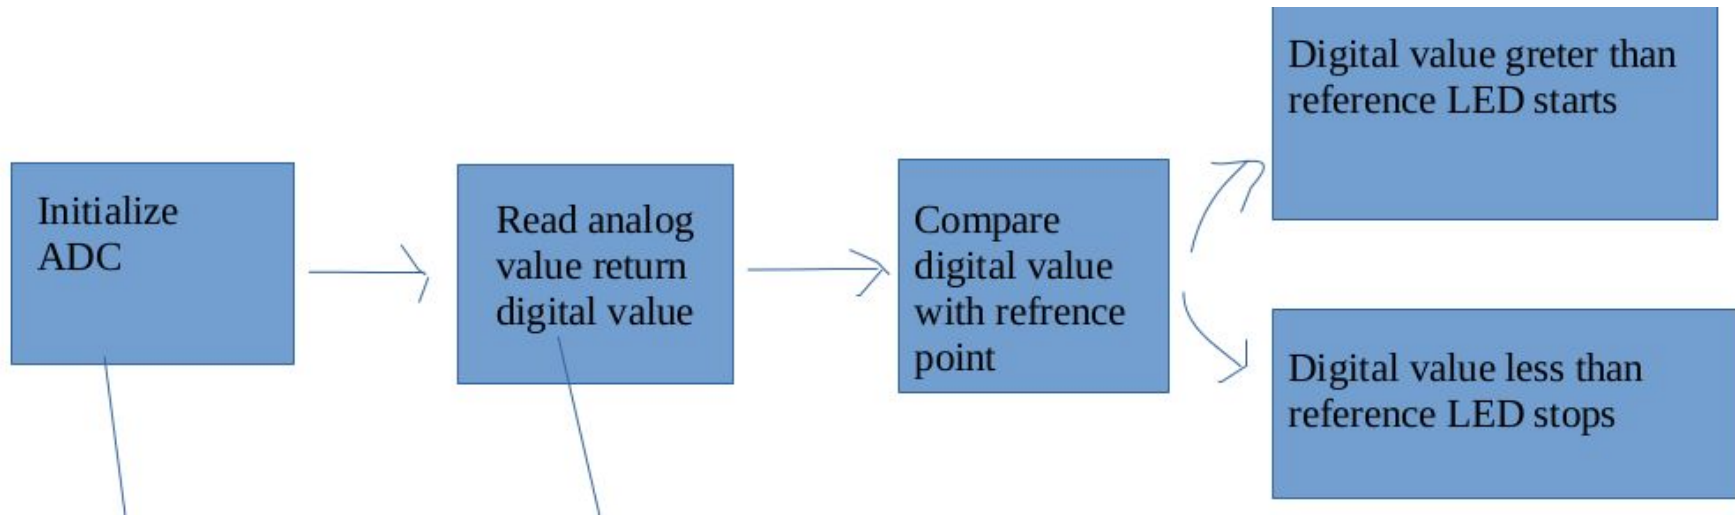 Initialize
ADC
Read analog
value return
digital value
Compare
digital value
with refrence
point
Digital value greter than
reference LED starts
Digital value less than
reference LED stops